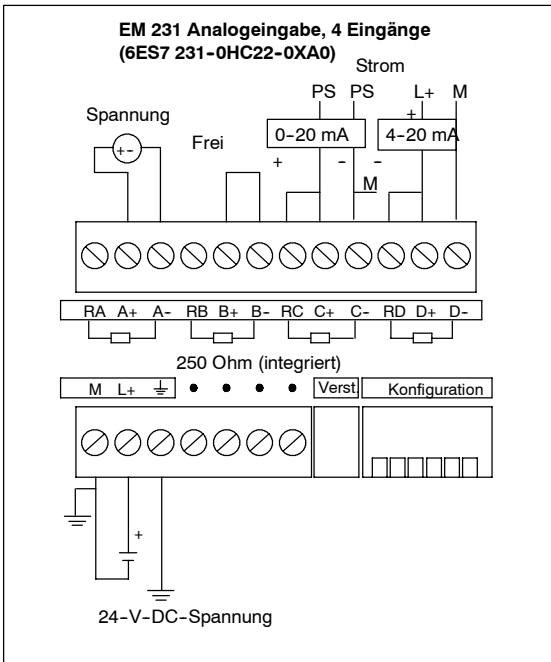 EM 231 Analogeingabe, 4 Eingänge
(6ES7 231-0HC22-0XA0)
Strom
PS PS L+ M
Spannung
Frei
+
0-20 mA 4-20 mA
+-
+ - -
M
RA A+ A- RB B+ B- RC C+ C- RD D+ D-
250 Ohm (integriert)
M L+ Verst. Konfiguration
+
24-V-DC-Spannung